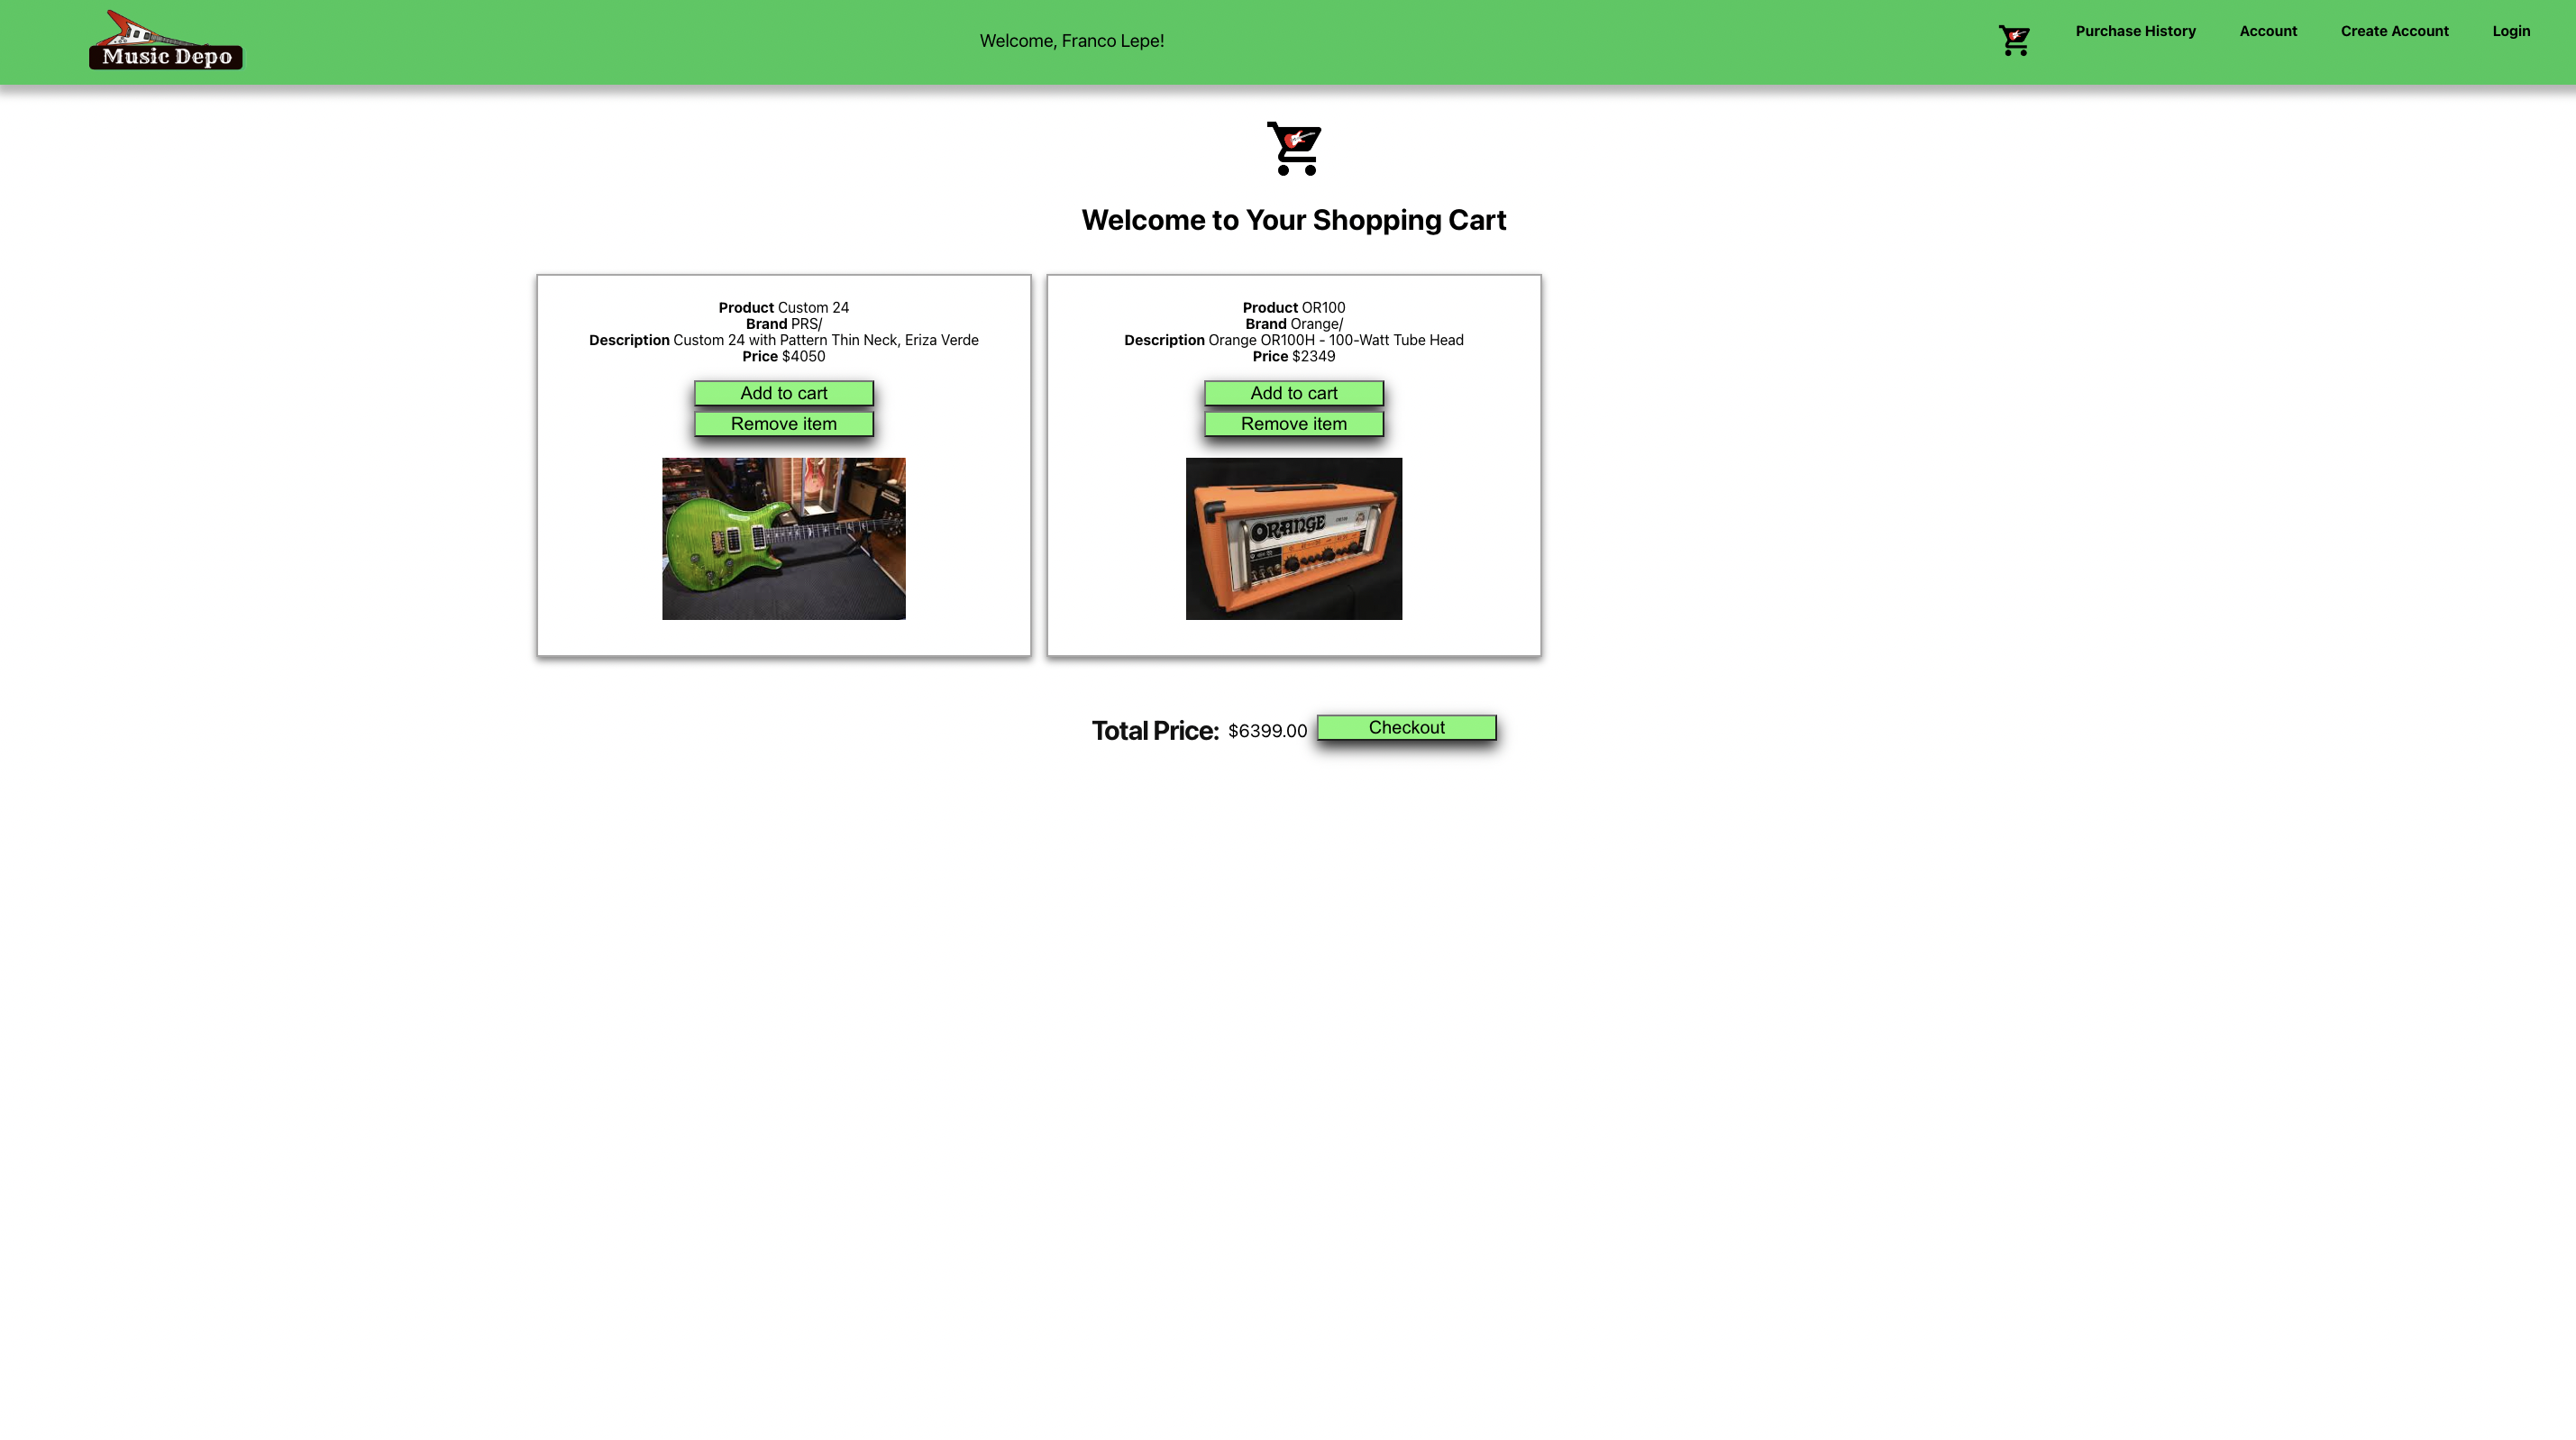 Music Depo
Welcome, Franco Lepe!
Purchase History
Account
Create Account
Login
Welcome to Your Shopping Cart
Product Custom 24
Brand PRS/
Description Custom 24 with Pattern Thin Neck, Eriza Verde
Price $4050
Add to cart
Remove item
Product OR100
Brand Orange/
Description Orange OR100H - 100-Watt Tube Head
Price $2349
Add to cart
Remove item
ORANGE
Total Price: $6399.00
Checkout